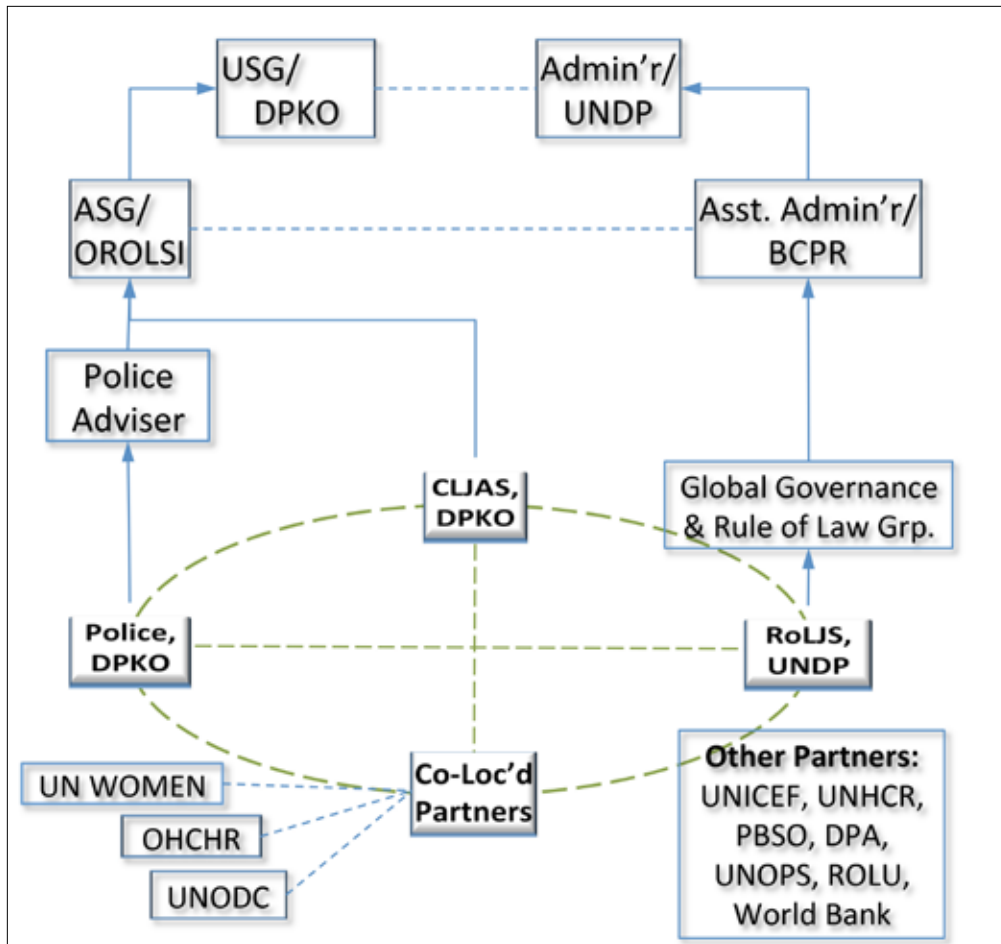 USG/
DPKO
Admin'r/
UNDP
ASG/
OROLSI
Asst. Admin'r/
BCPR
Police
Adviser
CLJAS,
DPKO
Global Governance
& Rule of Law Grp.
Police,
DPKO
RoLJS,
UNDP
Co-Loc'd
Partners
UN WOMEN
OHCHR
UNODC
Other Partners:
UNICEF, UNHCR,
PBSO, DPA,
UNOPS, ROLU,
World Bank